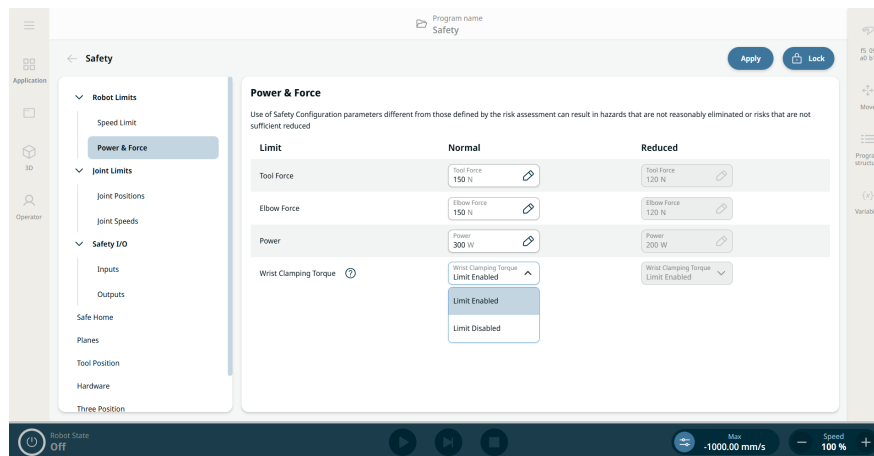 Program name
Safety
Safety
Apply
Lock
Application
3D
Operator
Robot Limits
Speed Limit
Power & Force
Joint Limits
Joint Positions
Joint Speeds
Safety I/O
Inputs
Outputs
Safe Home
Planes
Tool Position
Hardware
Three Position
Power & Force
Use of Safety Configuration parameters different from those defined by the risk assessment can result in hazards that are not reasonably eliminated or risks that are not
sufficient reduced
Limit Normal Reduced
Tool Force
Tool Force
150 N
Tool Force
120 N
Elbow Force
Elbow Force
150 N
Elbow Force
120 N
Power
Power
300 W
Power
200 W
Wrist Clamping Torque
Wrist Clamping Torque
Limit Enabled
Wrist Clamping Torque
Limit Enabled
Limit Enabled
Limit Disabled
a0 b
Move
Progra
structu
{x}
Variabl
Robot State
Off
Max
-1000.00 mm/s
Speed
100 %